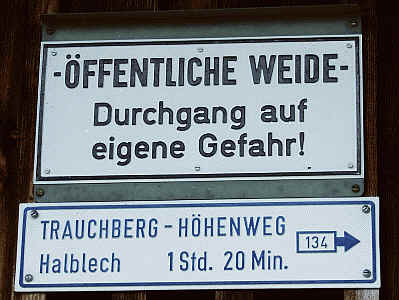 -ÖFFENTLICHE WEIDE-
Durchgang auf
eigene Gefahr!
TRAUCHBERG - HÖHENWEG
134
Halblech 1 Std. 20 Min.